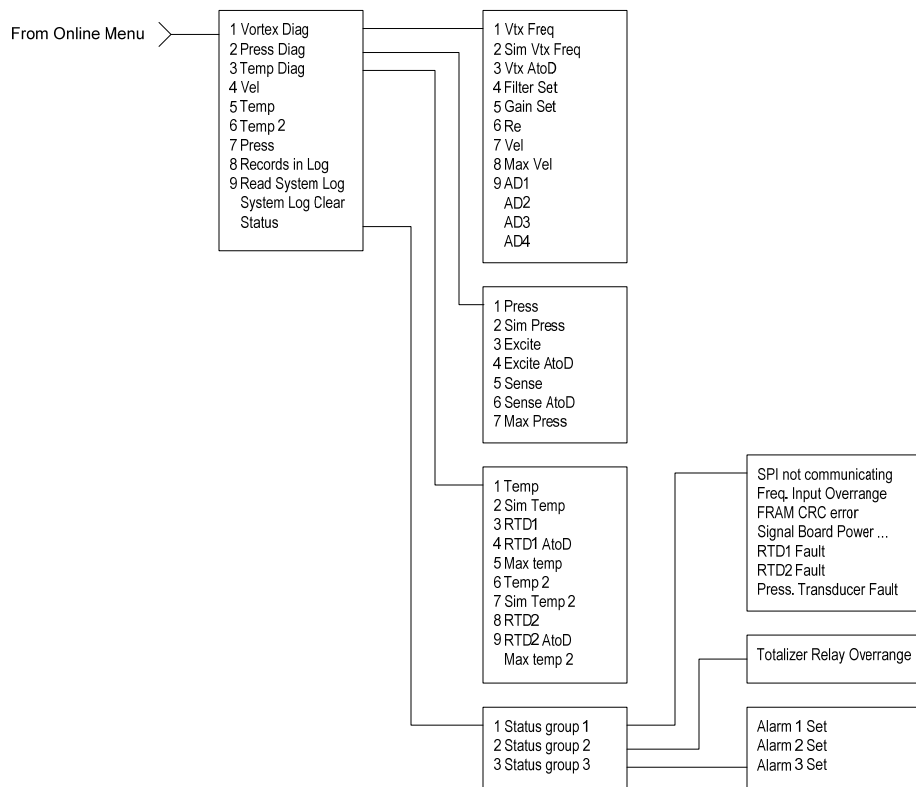 From Online Menu
1 Vortex Diag
2 Press Diag
3 Temp Diag
4 Vel
5 Temp
6 Temp 2
7 Press
8 Records in Log
9 Read System Log
System Log Clear
Status
1 Vtx Freq
2 Sim Vtx Freq
3 Vtx AtoD
4 Filter Set
5 Gain Set
6 Re
7 Vel
8 Max Vel
9 AD1
AD2
AD3
AD4
1 Press
2 Sim Press
3 Excite
4 Excite AtoD
5 Sense
6 Sense AtoD
7 Max Press
1 Temp
2 Sim Temp
3 RTD1
4 RTD1 AtoD
5 Max temp
6 Temp 2
7 Sim Temp 2
8 RTD2
9 RTD2 AtoD
Max temp 2
1 Status group 1
2 Status group 2
3 Status group 3
SPI not communicating
Freq. Input Overrange
FRAM CRC error
Signal Board Power ...
RTD1 Fault
RTD2 Fault
Press. Transducer Fault
Totalizer Relay Overrange
Alarm 1 Set
Alarm 2 Set
Alarm 3 Set